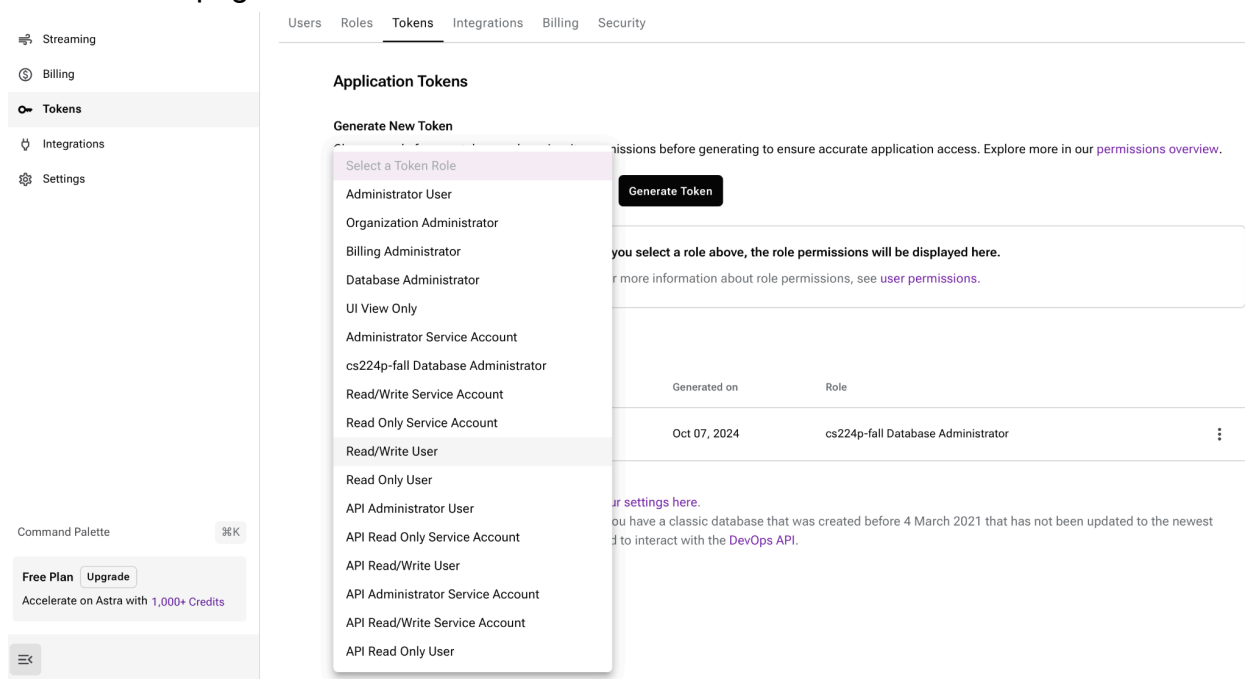 Users Roles Tokens Integrations Billing Security
Streaming
Billing
Tokens
Integrations
Settings
Application Tokens
Generate New Token
missions before generating to ensure accurate application access. Explore more in our permissions overview.
Select a Token Role
Administrator User
Organization Administrator
Billing Administrator
Database Administrator
UI View Only
Administrator Service Account
cs224p-fall Database Administrator
Read/Write Service Account
Read Only Service Account
Read/Write User
Read Only User
API Administrator User
API Read Only Service Account
API Read/Write User
API Administrator Service Account
API Read/Write Service Account
API Read Only User
Generate Token
you select a role above, the role permissions will be displayed here.
r more information about role permissions, see user permissions.
Generated on Role
Oct 07, 2024 cs224p-fall Database Administrator
ur settings here.
ou have a classic database that was created before 4 March 2021 that has not been updated to the newest
d to interact with the DevOps API.
Command Palette ⌘K
Free Plan Upgrade
Accelerate on Astra with 1,000+ Credits